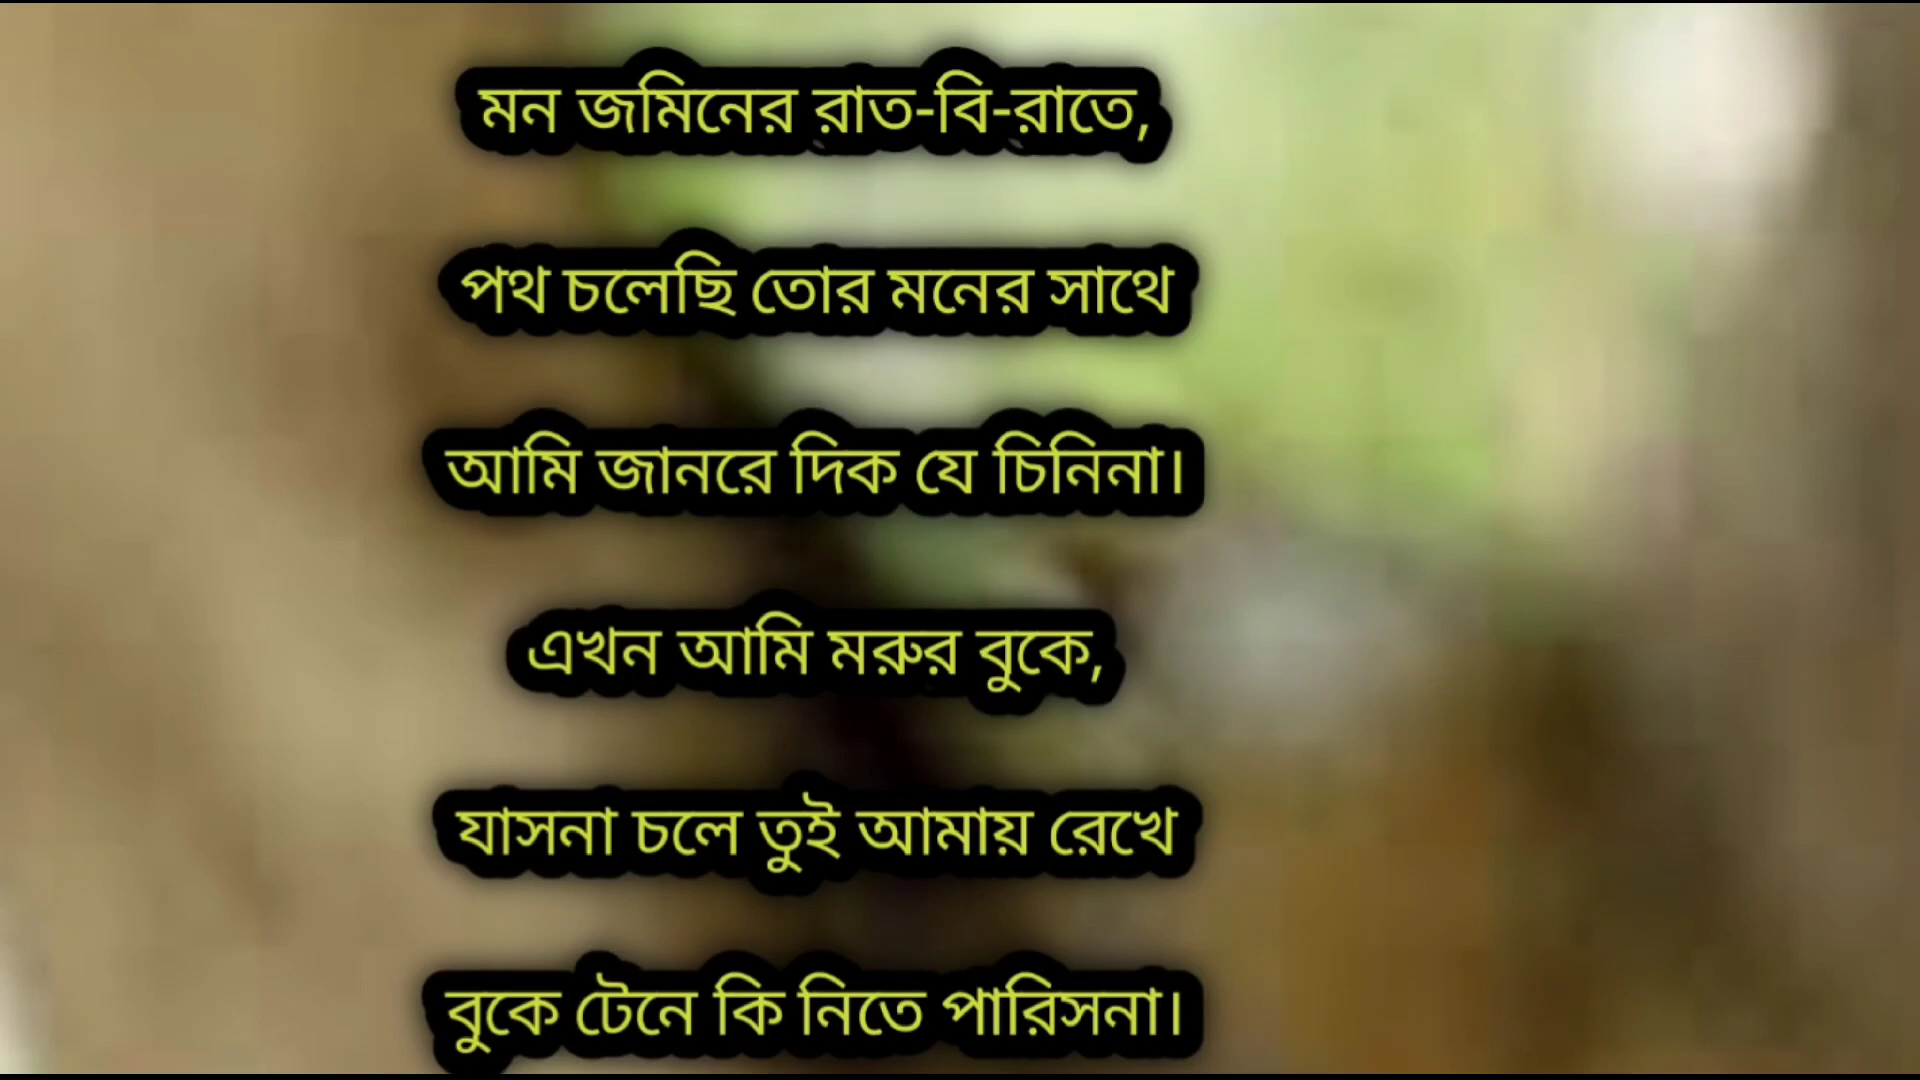 মন জমিনের রাত-বি-রাতে,
পথ চলেছি তোর মনের সাথে
আমি জানরে দিক যে চিনিনা।
এখন আমি মরুর বুকে,
যাসনা চলে তুই আমায় রেখে
বুকে টেনে কি নিতে পারিসনা।